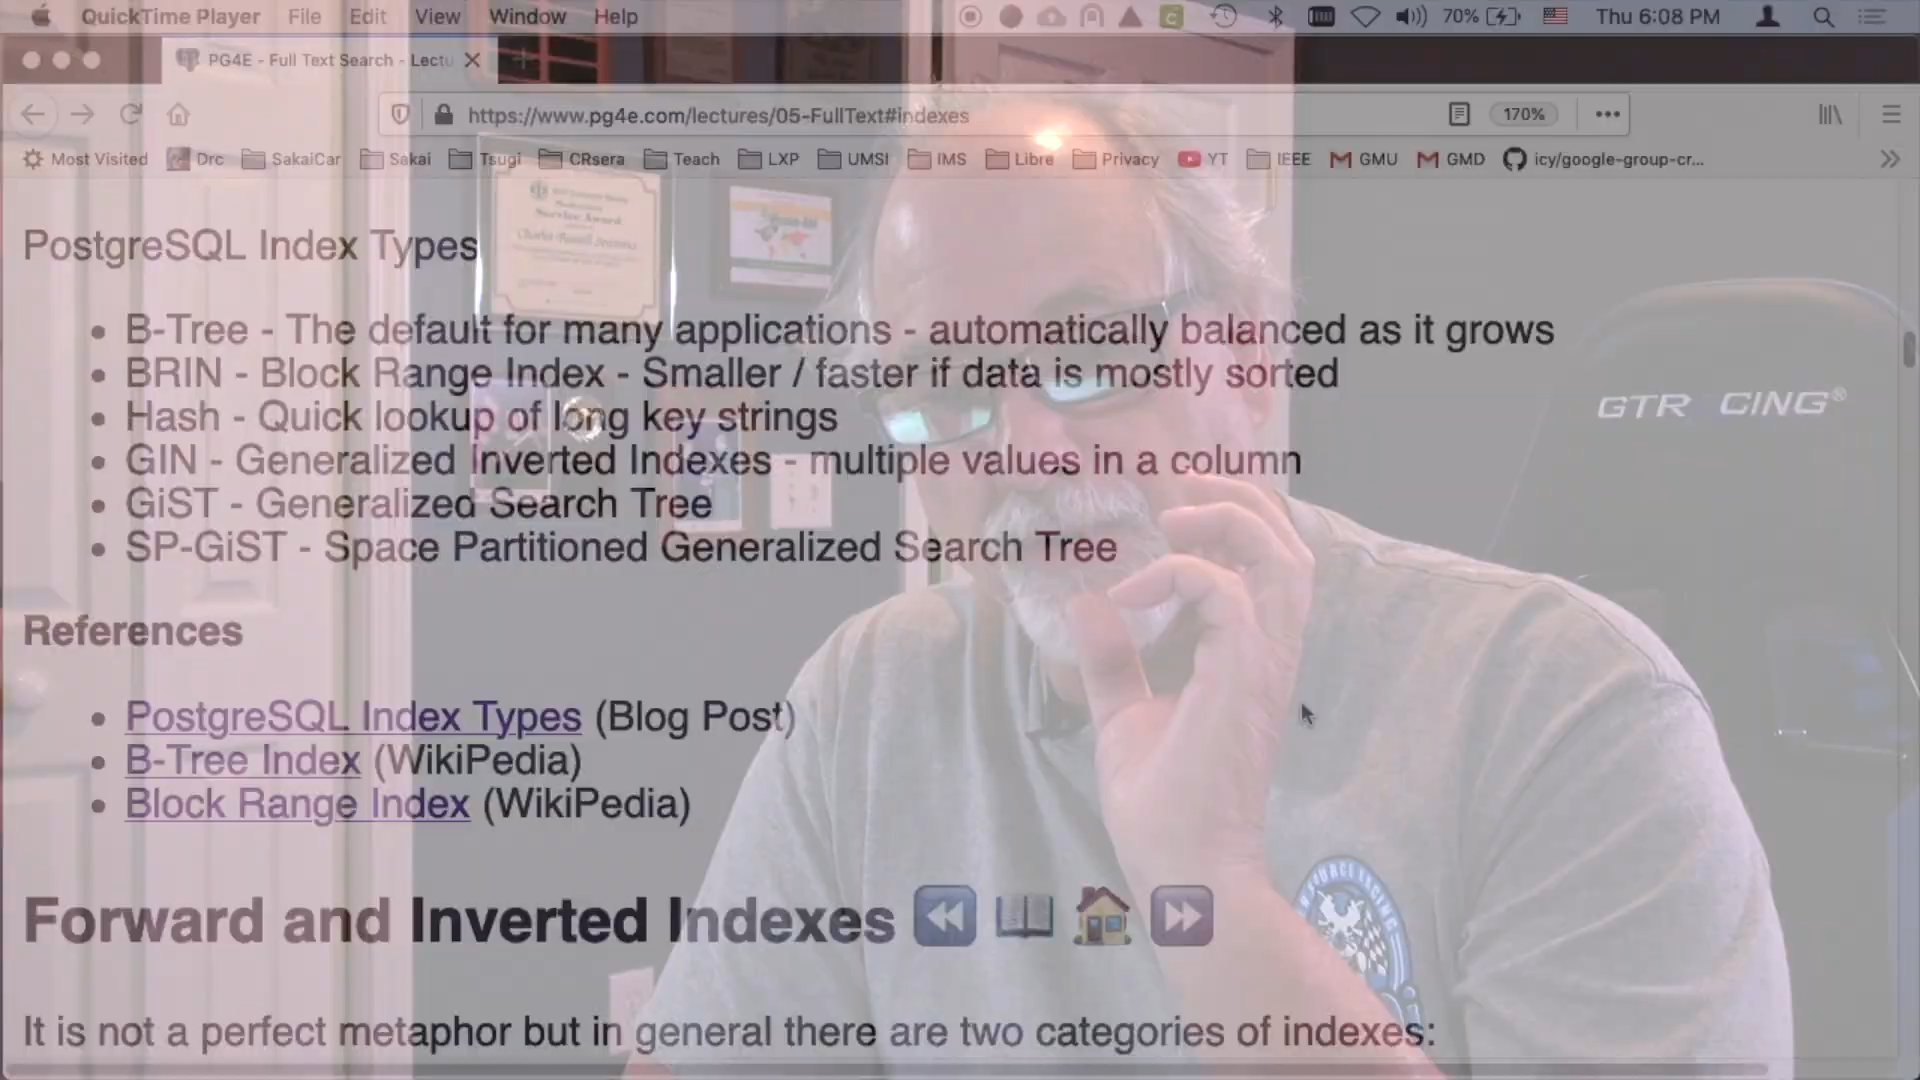 QuickTime Player File Edit View Window Help 70% Thu 6:08 PM
PG4E - Full Text Search - Lectu
https://www.pg4e.com/lectures/05-FullText#indexes 170%
Most Visited Drc SakaiCar Sakai Tsugi CRsera Teach LXP UMSI IMS Libre Privacy YT IEEE GMU GMD icy/google-group-cr...
Service Award
PostgreSQL Index Types
• B-Tree - The default for many applications - automatically balanced as it grows
• BRIN - Block Range Index - Smaller / faster if data is mostly sorted
GTR CING®
• Hash - Quick lookup of long key strings
• GIN - Generalized Inverted Indexes - multiple values in a column
• GiST - Generalized Search Tree
• SP-GiST - Space Partitioned Generalized Search Tree
References
• PostgreSQL Index Types (Blog Post)
• B-Tree Index (WikiPedia)
• Block Range Index (WikiPedia)
Forward and Inverted Indexes
It is not a perfect metaphor but in general there are two categories of indexes: